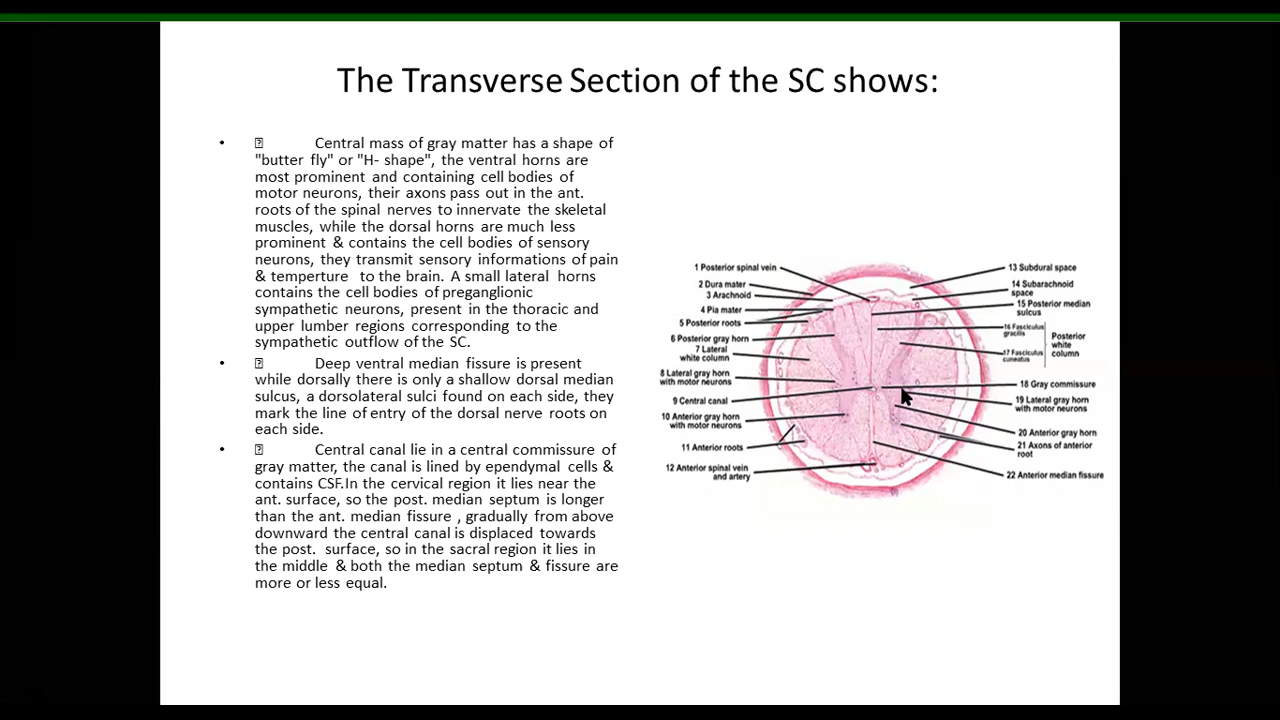 The Transverse Section of the SC shows:
• Central mass of gray matter has a shape of
"butter fly" or "H- shape", the ventral horns are
most prominent and containing cell bodies of
motor neurons, their axons pass out in the ant.
roots of the spinal nerves to innervate the skeletal
muscles, while the dorsal horns are much less
prominent & contains the cell bodies of sensory
neurons, they transmit sensory informations of pain
& temperture to the brain. A small lateral horns
contains the cell bodies of preganglionic
sympathetic neurons, present in the thoracic and
upper lumber regions corresponding to the
sympathetic outflow of the SC.
• Deep ventral median fissure is present
while dorsally there is only a shallow dorsal median
sulcus, a dorsolateral sulci found on each side, they
mark the line of entry of the dorsal nerve roots on
each side.
• Central canal lie in a central commissure of
gray matter, the canal is lined by ependymal cells &
contains CSF.In the cervical region it lies near the
ant. surface, so the post. median septum is longer
than the ant. median fissure , gradually from above
downward the central canal is displaced towards
the post. surface, so in the sacral region it lies in
the middle & both the median septum & fissure are
more or less equal.
1 Posterior spinal vein
2 Dura mater
3 Arachnoid
4 Pia mater
5 Posterior roots
6 Posterior gray horn
7 Lateral
white column
8 Lateral gray horn
with motor neurons
9 Central canal
10 Anterior gray horn
with motor neurons
11 Anterior roots
12 Anterior spinal vein
and artery
13 Subdural space
14 Subarachnoid
space
15 Posterior median
sulcus
16 Fasciculus
gracilis
17 Fasciculus
cuneatus
Posterior
white
column
18 Gray commissure
19 Lateral gray horn
with motor neurons
20 Anterior gray horn
21 Axons of anterior
root
22 Anterior median fissure